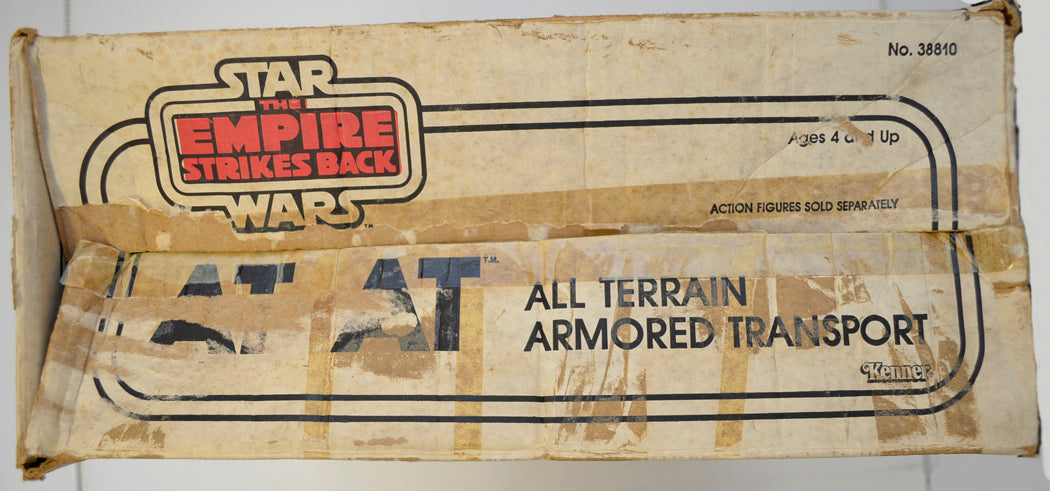 No. 38810
STAR
THE
EMPIRE
STRIKES BACK
WARS
TM
Ages 4 and Up
ACTION FIGURES SOLD SEPARATELY
AT AT T.M.
ALL TERRAIN
ARMORED TRANSPORT
Kenner